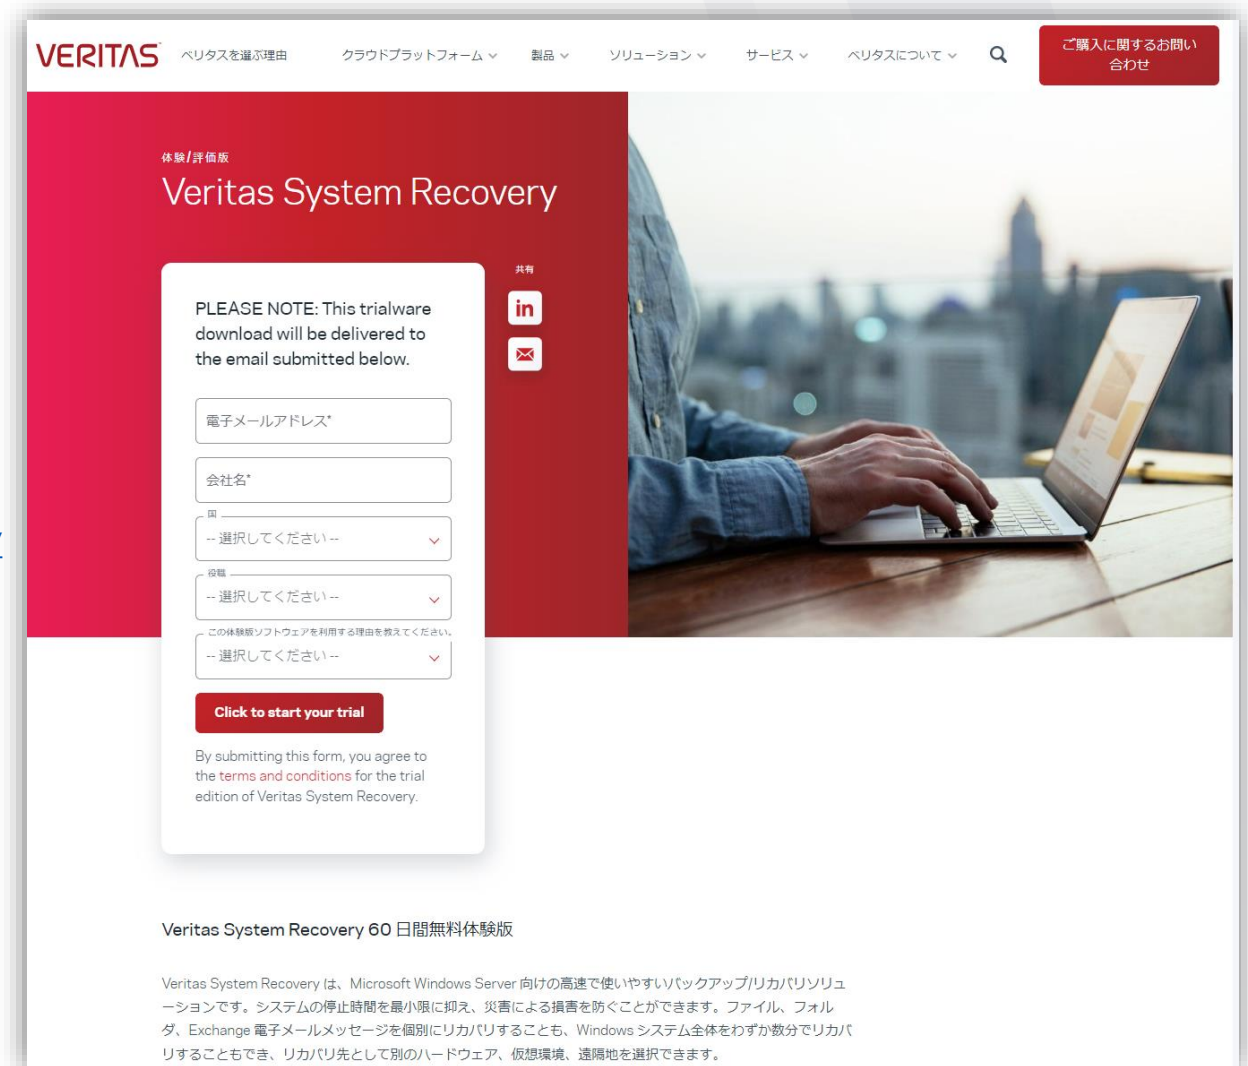 VERITAS
ベリタスを選ぶ理由
クラウドプラットフォーム
製品
ソリューション
サービス
ベリタスについて
ご購入に関するお問い
合わせ
体験/評価版
Veritas System Recovery
共有
in
PLEASE NOTE: This trialware
download will be delivered to
the email submitted below.
電子メールアドレス*
会社名*
国
-- 選択してください --
役職
-- 選択してください --
この体験版ソフトウェアを利用する理由を教えてください。
-- 選択してください --
Click to start your trial
By submitting this form, you agree to
the terms and conditions for the trial
edition of Veritas System Recovery.
Veritas System Recovery 60 日間無料体験版
Veritas System Recovery は、Microsoft Windows Server 向けの高速で使いやすいバックアップ/リカバリソリュ
ーションです。システムの停止時間を最小限に抑え、災害による損害を防ぐことができます。ファイル、フォル
ダ、Exchange 電子メールメッセージを個別にリカバリすることも、Windows システム全体をわずか数分でリカバ
リすることもでき、リカバリ先として別のハードウェア、仮想環境、遠隔地を選択できます。